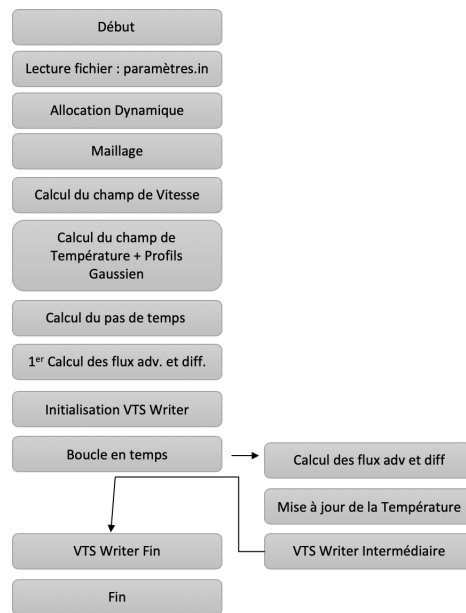 Début
Lecture fichier : paramètres.in
Allocation Dynamique
Maillage
Calcul du champ de Vitesse
Calcul du champ de
Température + Profils
Gaussien
Calcul du pas de temps
1er Calcul des flux adv. et diff.
Initialisation VTS Writer
Boucle en temps
Calcul des flux adv et diff
Mise à jour de la Température
VTS Writer Intermédiaire
VTS Writer Fin
Fin